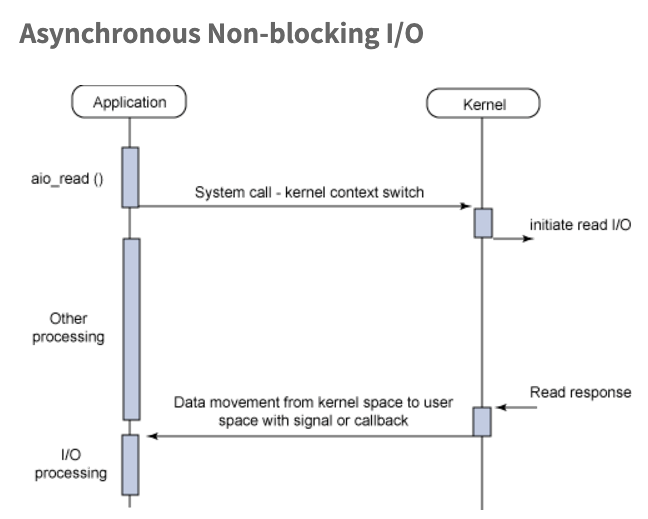 Asynchronous Non-blocking I/O
Application
Kernel
aio_read ()
System call - kernel context switch
initiate read I/O
Other
processing
Read response
Data movement from kernel space to user
space with signal or callback
I/O
processing